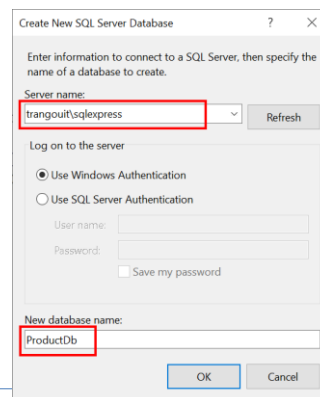 Create New SQL Server Database ? ×
Enter information to connect to a SQL Server, then specify the
name of a database to create.
Server name:
trangouit\sqlexpress
Refresh
Log on to the server
Use Windows Authentication
Use SQL Server Authentication
User name:
Password:
Save my password
New database name:
ProductDb
OK Cancel